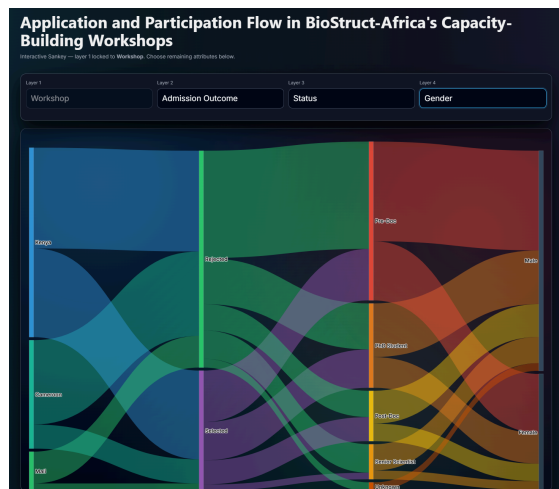 Application and Participation Flow in BioStruct-Africa's Capacity-
Building Workshops
Interactive Sankey — layer 1 locked to Workshop. Choose remaining attributes below.
Layer 1
Layer 2
Layer 3
Layer 4
Workshop
Admission Outcome
Status
Gender
Kenya
Rejected
Pre-Doc
Male
PhD Student
Cameroon
Selected
Post-Doc
Female
Senior Scientist
Mali
Unknown